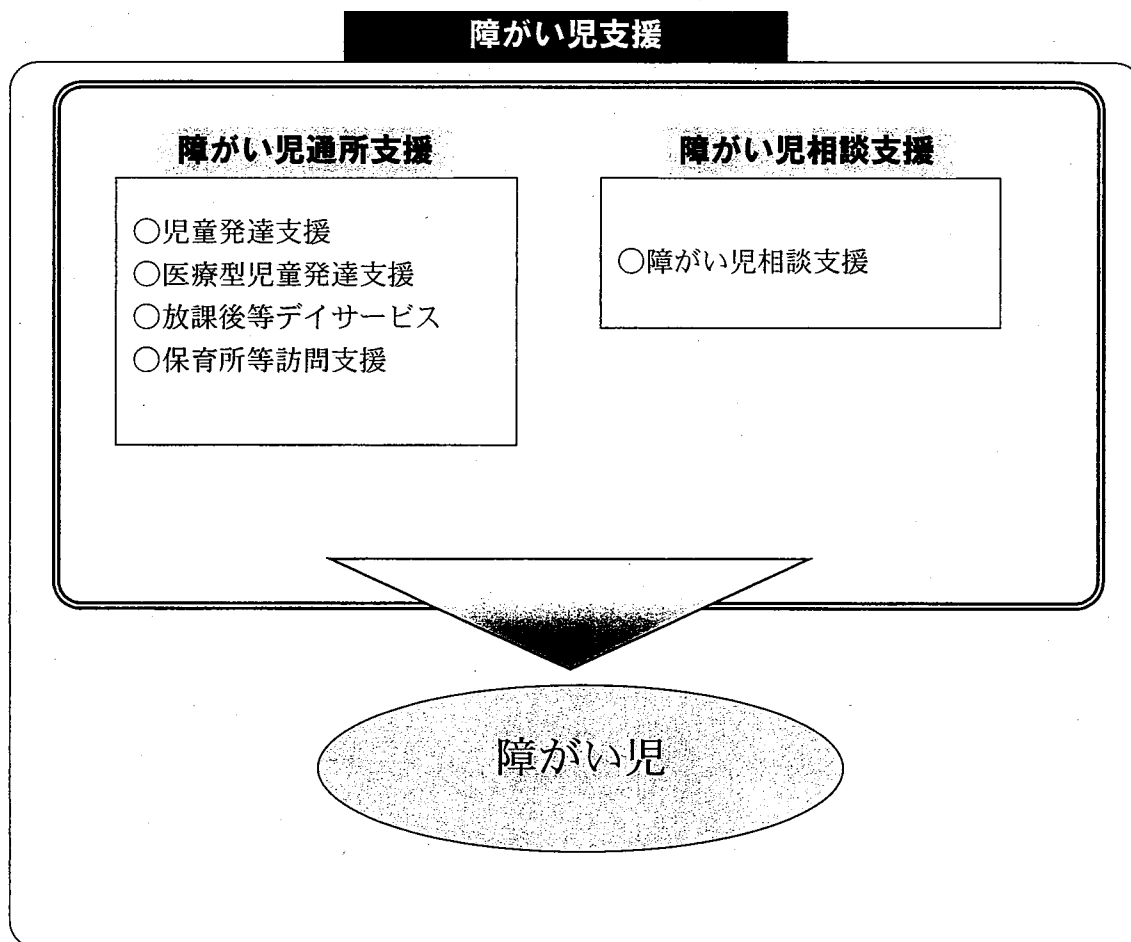 障がい児支援
障がい児通所支援
○児童発達支援
○医療型児童発達支援
○放課後等デイサービス
○保育所等訪問支援
障がい児相談支援
○障がい児相談支援
障がい児